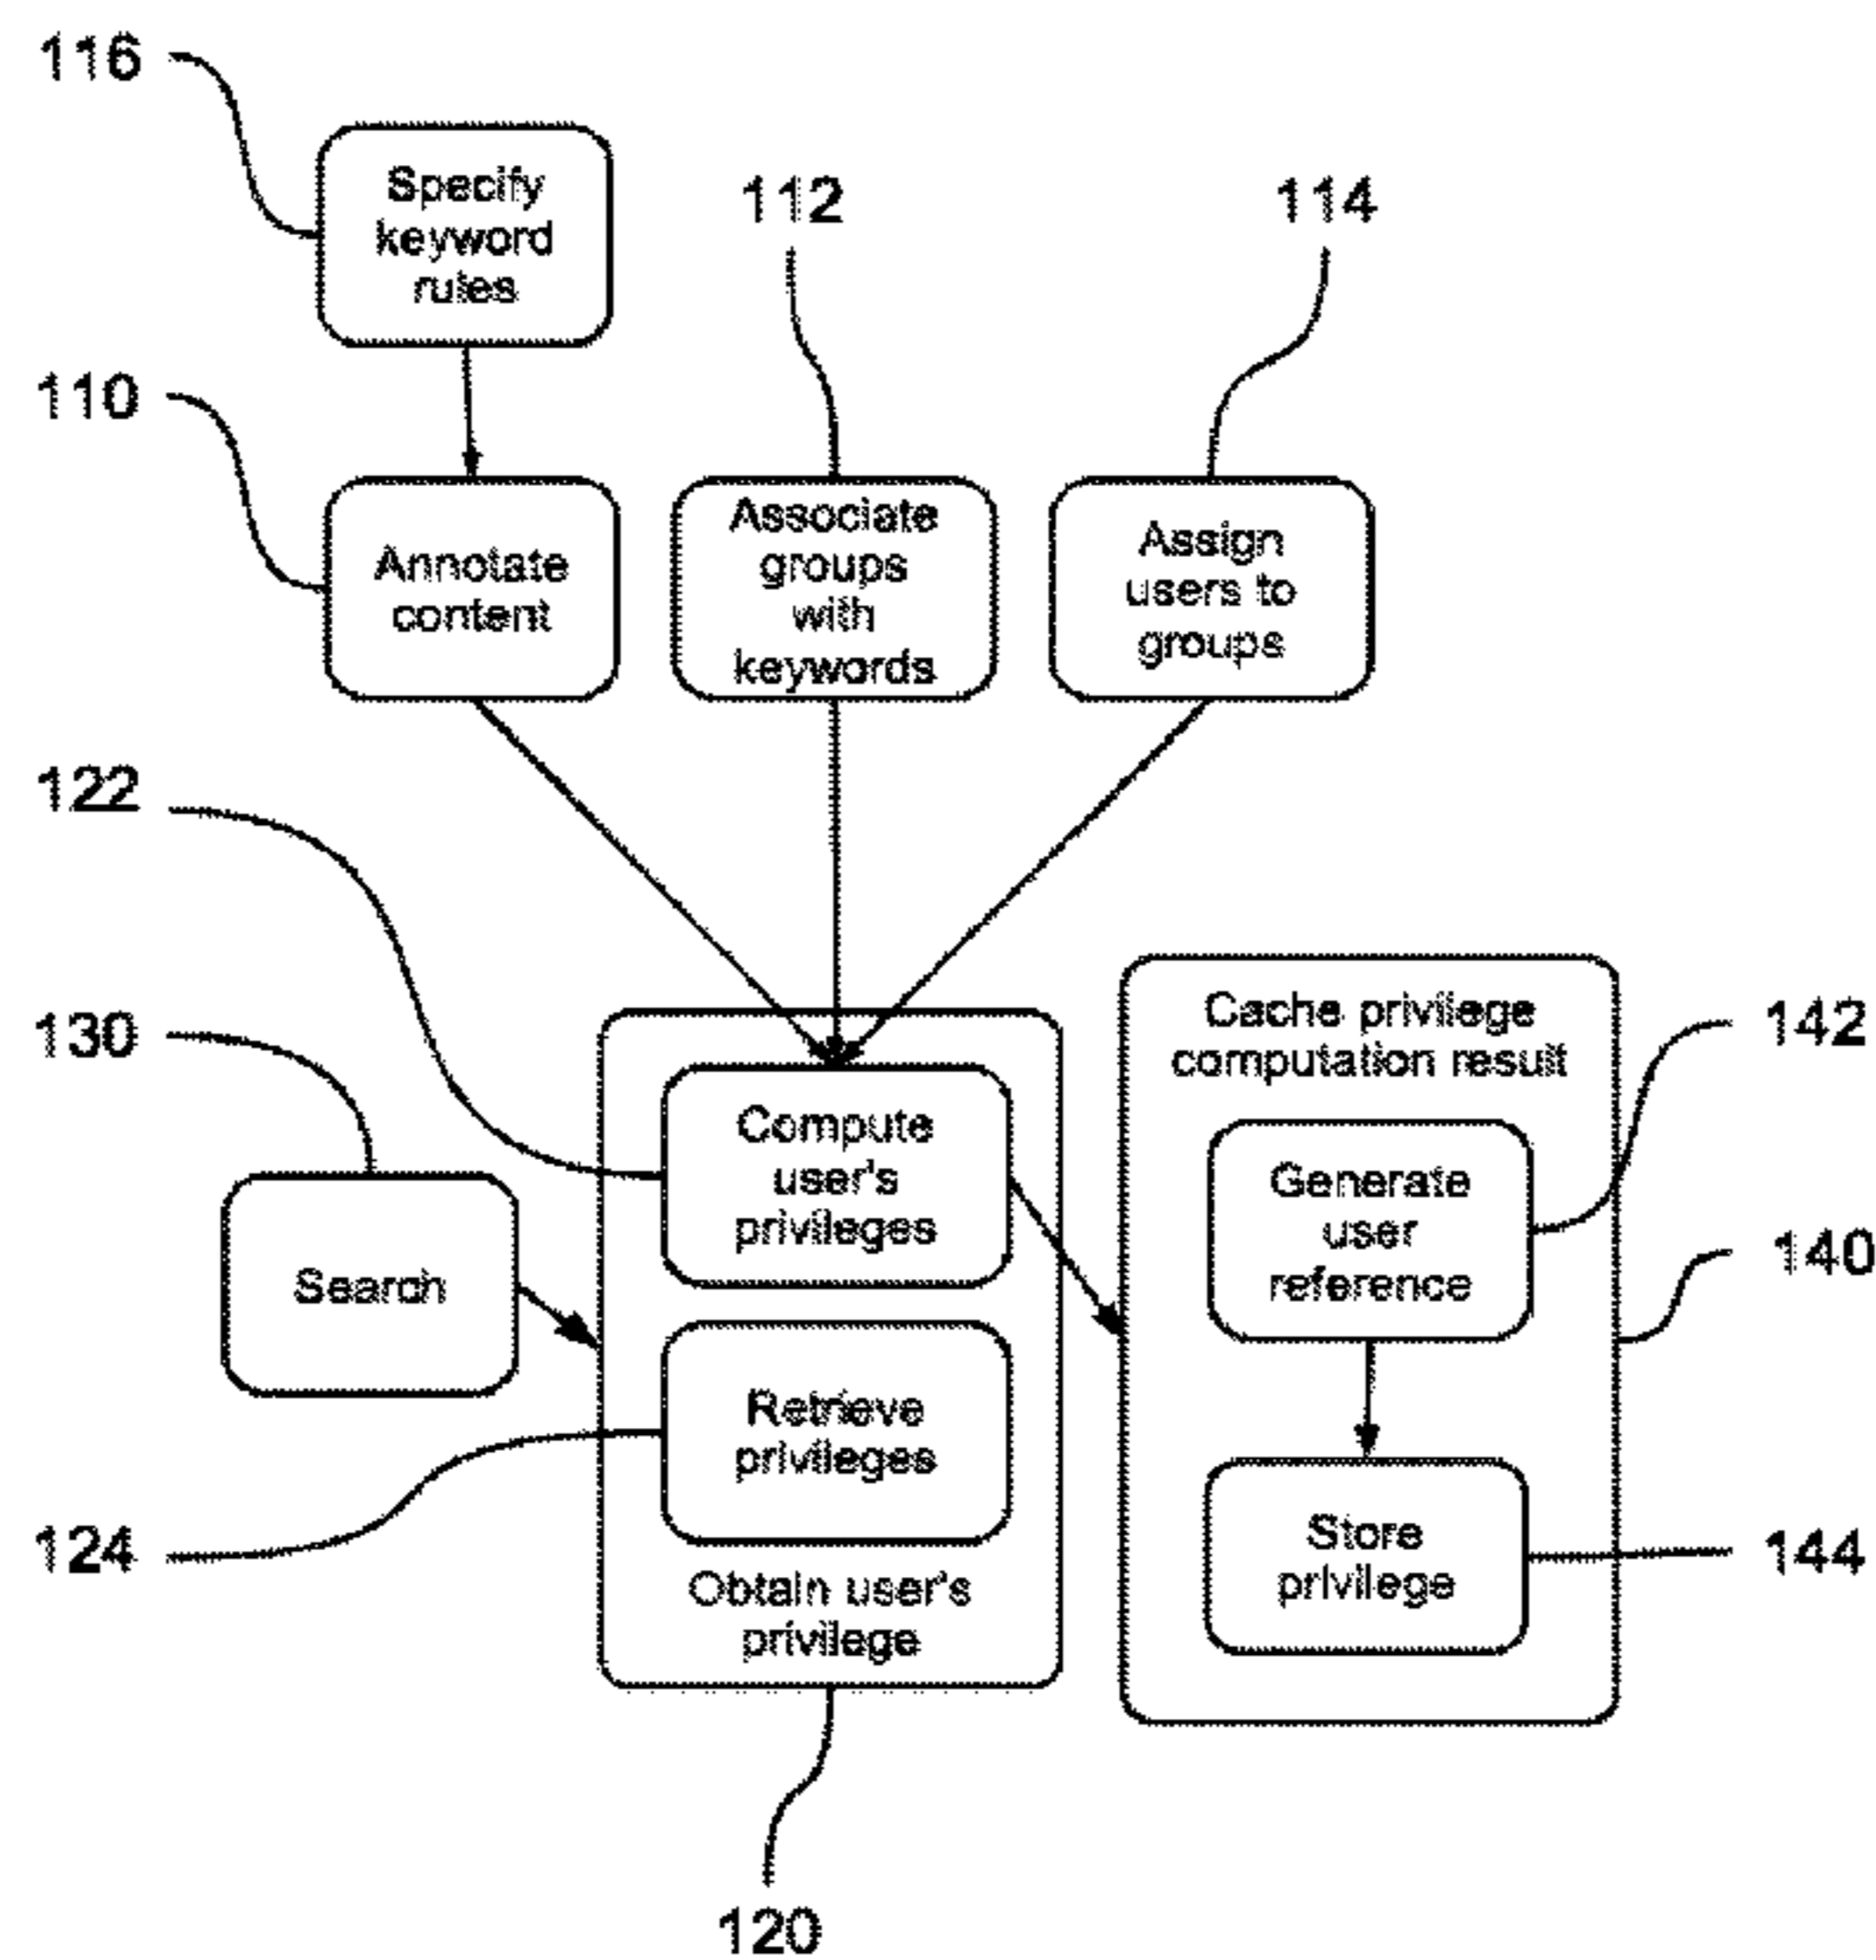 116
Specify
keyword
rules
112
114
110
Annotate
content
Associate
groups
with
keywords
Assign
users to
groups
122
130
Search
Compute
user's
privileges
Retrieve
privileges
Obtain user's
privilege
124
120
Cache privilege
computation result
Generate
user
reference
Store
privilege
142
140
144